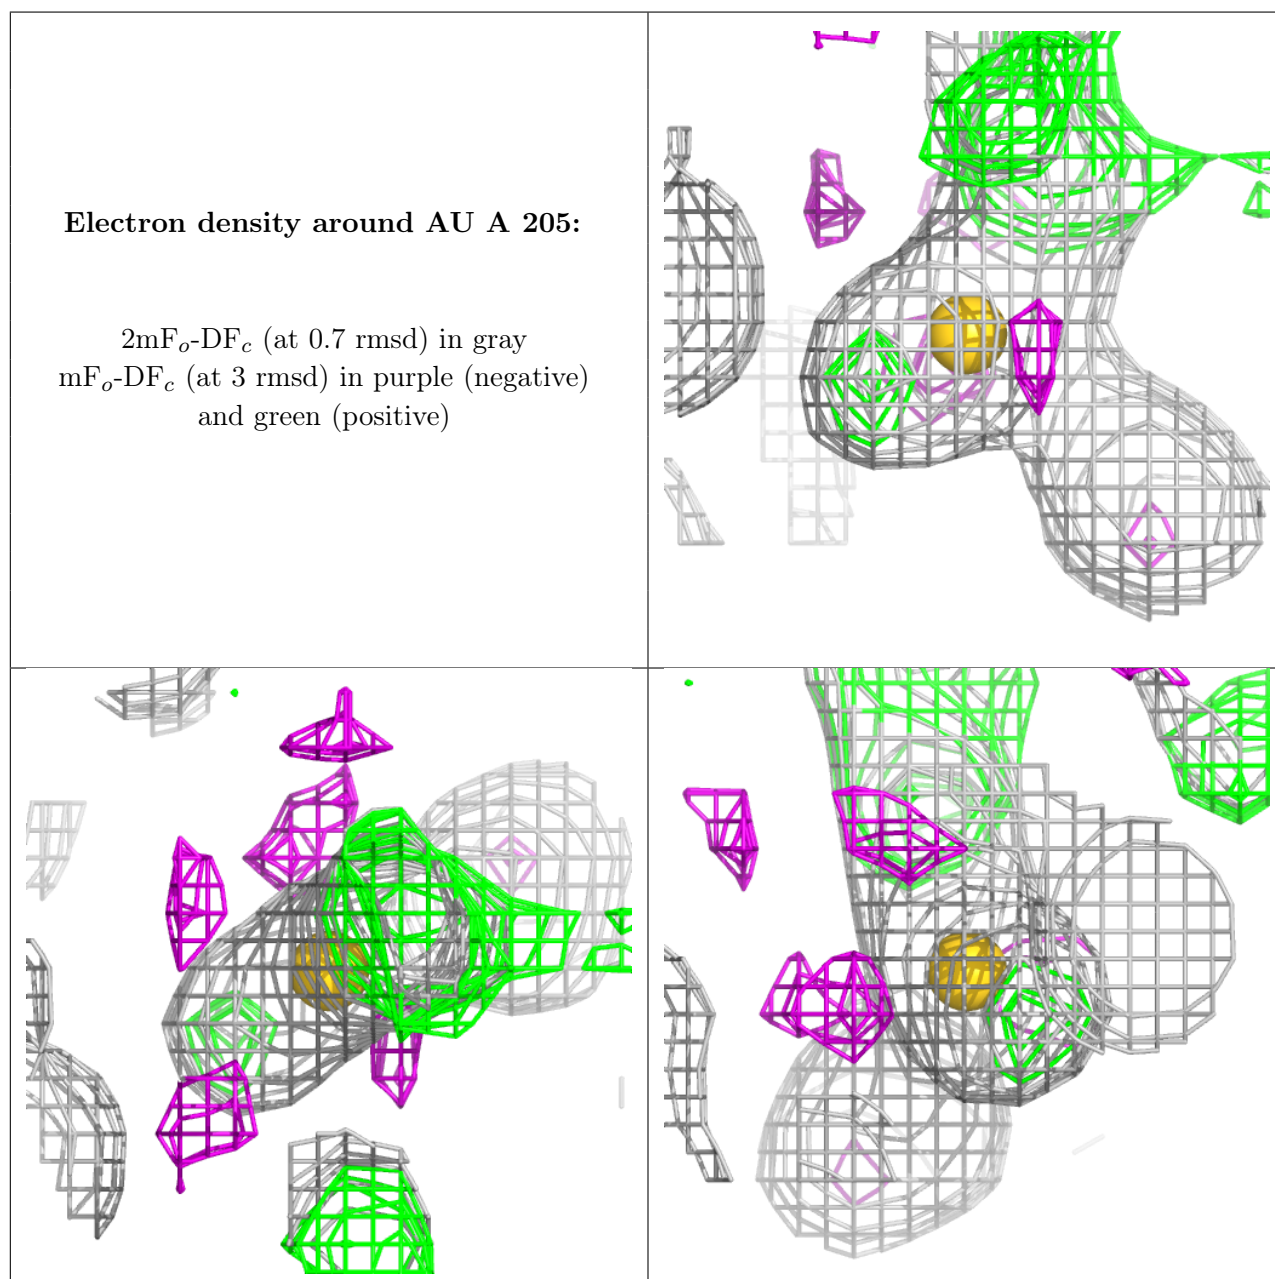 Electron density around AU A 205:
2mFo-DFc (at 0.7 rmsd) in gray
mFo-DFc (at 3 rmsd) in purple (negative)
and green (positive)